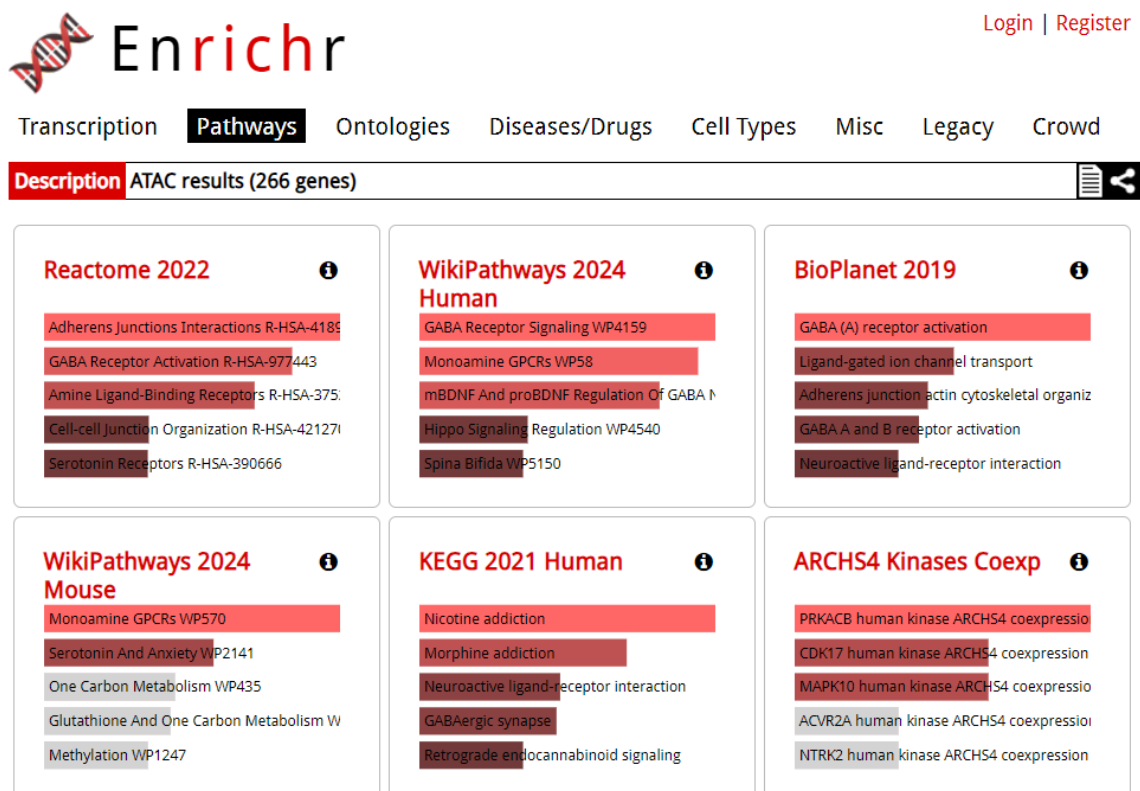 Login | Register
Enrichr
Transcription Pathways Ontologies Diseases/Drugs Cell Types Misc Legacy Crowd
Description ATAC results (266 genes)
Reactome 2022
Adherens Junctions Interactions R-HSA-4189
GABA Receptor Activation R-HSA-977443
Amine Ligand-Binding Receptors R-HSA-375
Cell-cell Junction Organization R-HSA-42127
Serotonin Receptors R-HSA-390666
WikiPathways 2024
Human
GABA Receptor Signaling WP4159
Monoamine GPCRs WP58
mBDNF And proBDNF Regulation Of GABA N
Hippo Signaling Regulation WP4540
Spina Bifida WP5150
BioPlanet 2019
GABA (A) receptor activation
Ligand-gated ion channel transport
Adherens junction actin cytoskeletal organiz
GABA A and B receptor activation
Neuroactive ligand-receptor interaction
WikiPathways 2024
Mouse
Monoamine GPCRs WP570
Serotonin And Anxiety WP2141
One Carbon Metabolism WP435
Glutathione And One Carbon Metabolism W
Methylation WP1247
KEGG 2021 Human
Nicotine addiction
Morphine addiction
Neuroactive ligand-receptor interaction
GABAergic synapse
Retrograde endocannabinoid signaling
ARCHS4 Kinases Coexp
PRKACB human kinase ARCHS4 coexpressio
CDK17 human kinase ARCHS4 coexpression
MAPK10 human kinase ARCHS4 coexpressio
ACVR2A human kinase ARCHS4 coexpression
NTRK2 human kinase ARCHS4 coexpression